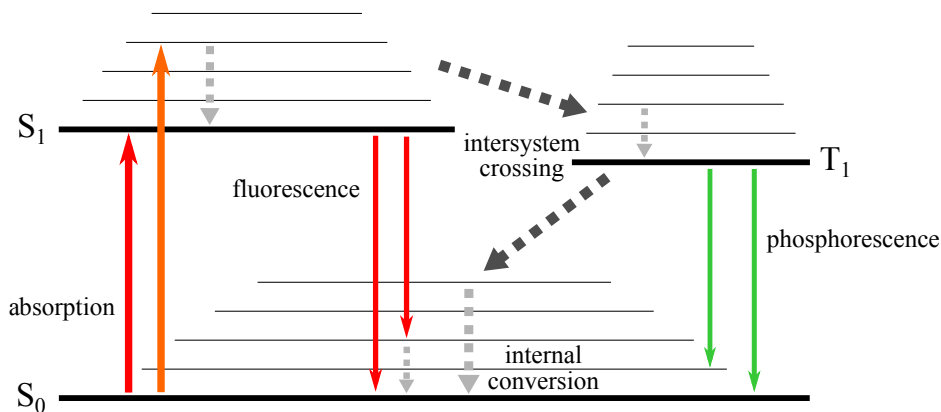 S₁
intersystem
crossing
T₁
fluorescence
phosphorescence
absorption
internal
conversion
S₀